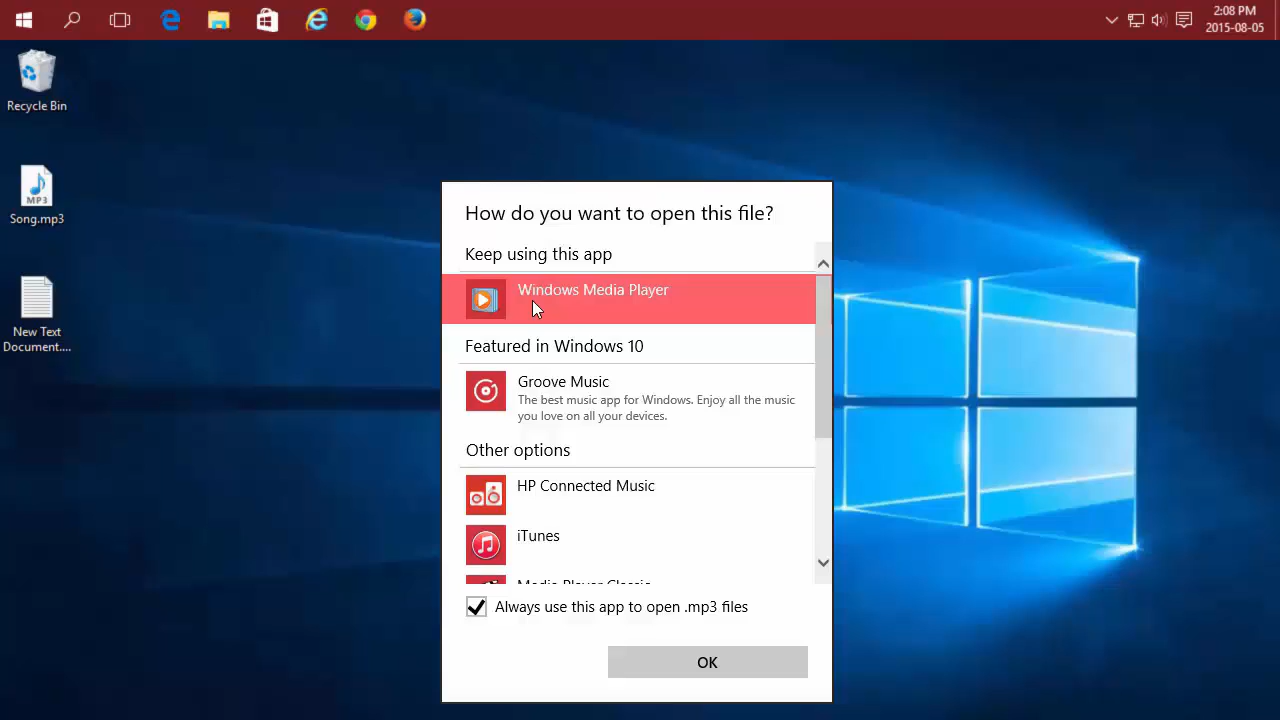 2:08 PM
2015-08-05
Recycle Bin
MP3
Song.mp3
New Text
Document....
How do you want to open this file?
Keep using this app
Windows Media Player
Featured in Windows 10
Groove Music
The best music app for Windows. Enjoy all the music
you love on all your devices.
Other options
HP Connected Music
iTunes
Media Player Classic
Always use this app to open .mp3 files
OK